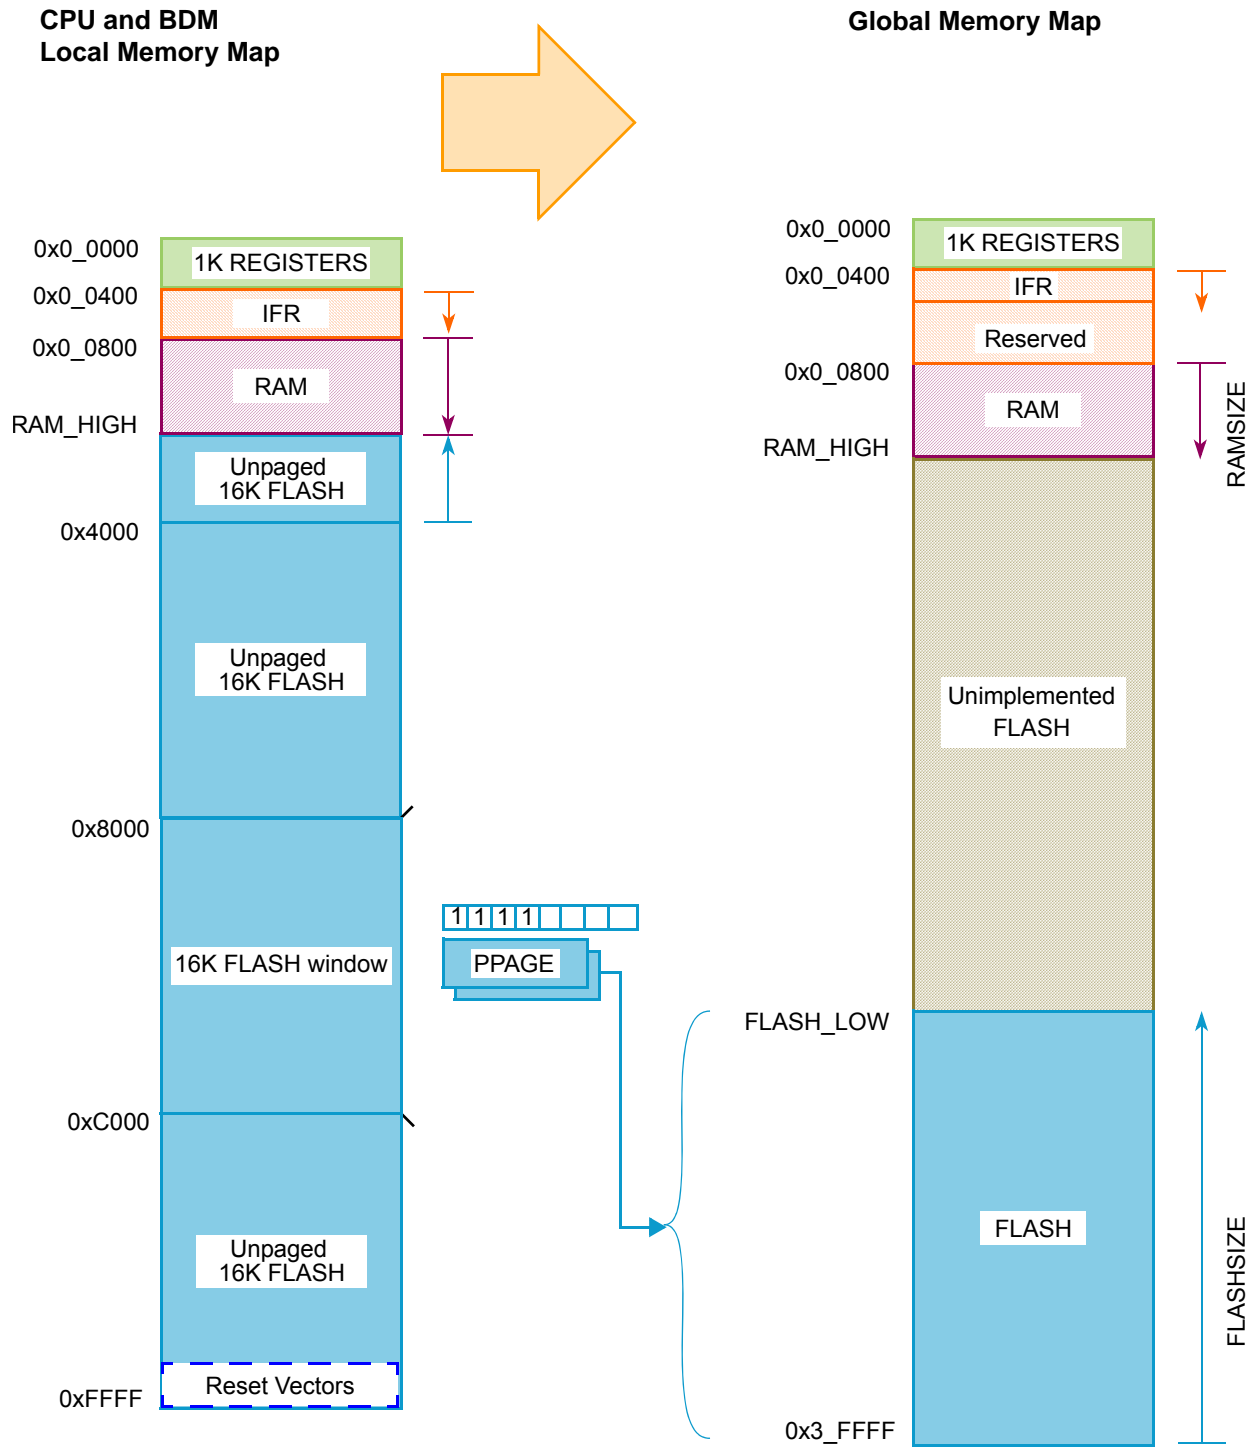 CPU and BDM
Local Memory Map
0x0_0000
1K REGISTERS
0x0_0400
IFR
0x0_0800
RAM
RAM_HIGH
Unpaged
16K FLASH
0x4000
Unpaged
16K FLASH
0x8000
16K FLASH window
0xC000
Unpaged
16K FLASH
Reset Vectors
0xFFFF
1 1 1 1
PPAGE
Global Memory Map
0x0_0000
1K REGISTERS
0x0_0400
IFR
Reserved
0x0_0800
RAM
RAM_HIGH
RAMSIZE
Unimplemented
FLASH
FLASH_LOW
FLASH
FLASHSIZE
0x3_FFFF